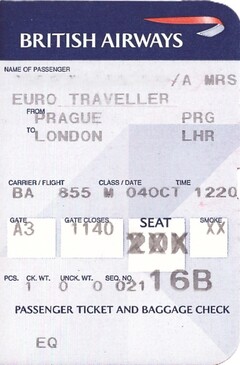 BRITISH AIRWAYS
NAME OF PASSENGER
/A MRS
EURO TRAVELLER
FROM PRAGUE PRG
TO LONDON LHR
CARRIER / FLIGHT CLASS / DATE TIME
BA 855 M 04OCT 1220
GATE GATE CLOSES SEAT SMOKE
A3 1140 XX
PCS. CK. WT. UNCK. WT. SEQ. NO.
1 0 0 021 16B
PASSENGER TICKET AND BAGGAGE CHECK
EQ